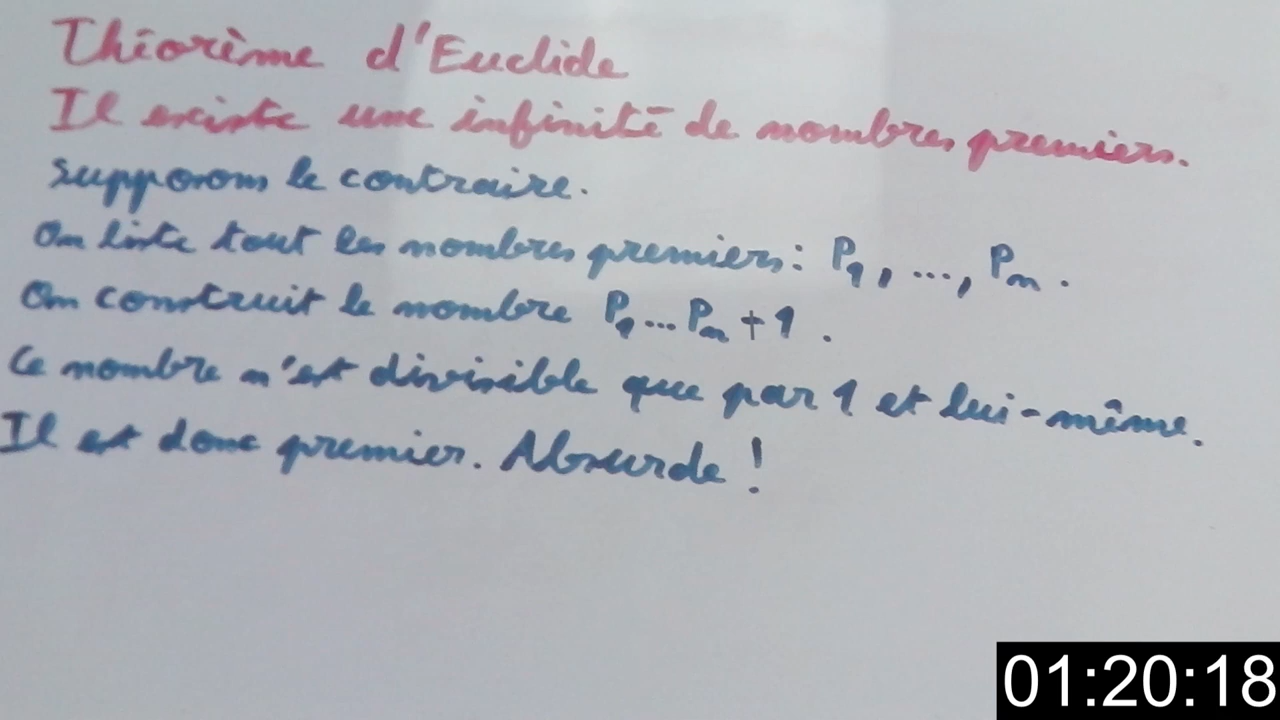 Théorème d'Euclide
Il existe une infinité de nombres premiers.
Supposons le contraire.
On liste tout les nombres premiers : P1, ..., Pn.
On construit le nombre P1...Pn + 1.
Ce nombre n'est divisible que par 1 et lui-même.
Il est donc premier. Absurde !
01:20:18